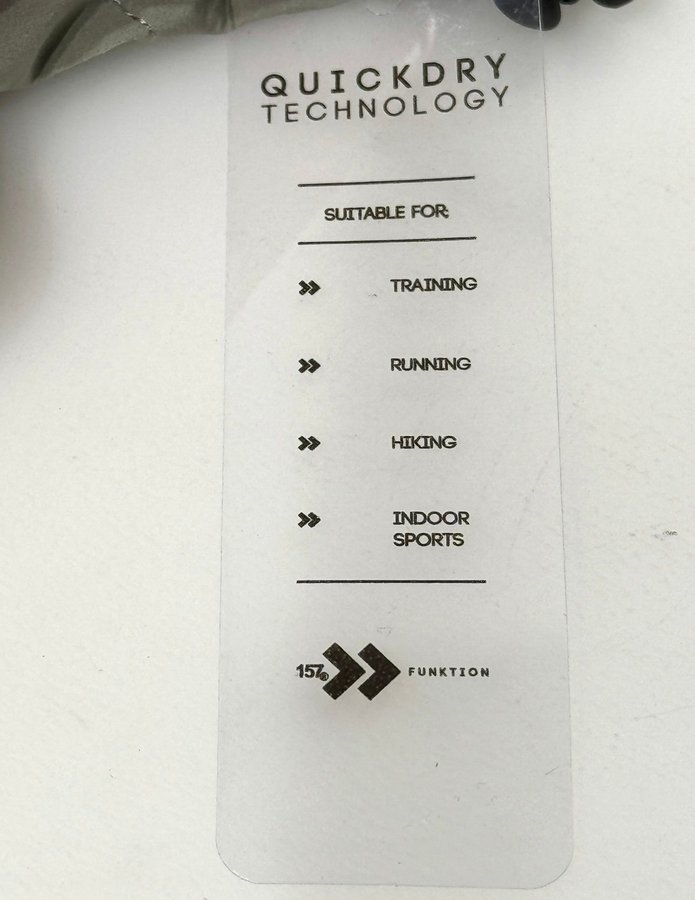 QUICKDRY
TECHNOLOGY
SUITABLE FOR:
TRAINING
RUNNING
HIKING
INDOOR
SPORTS
157® FUNKTION